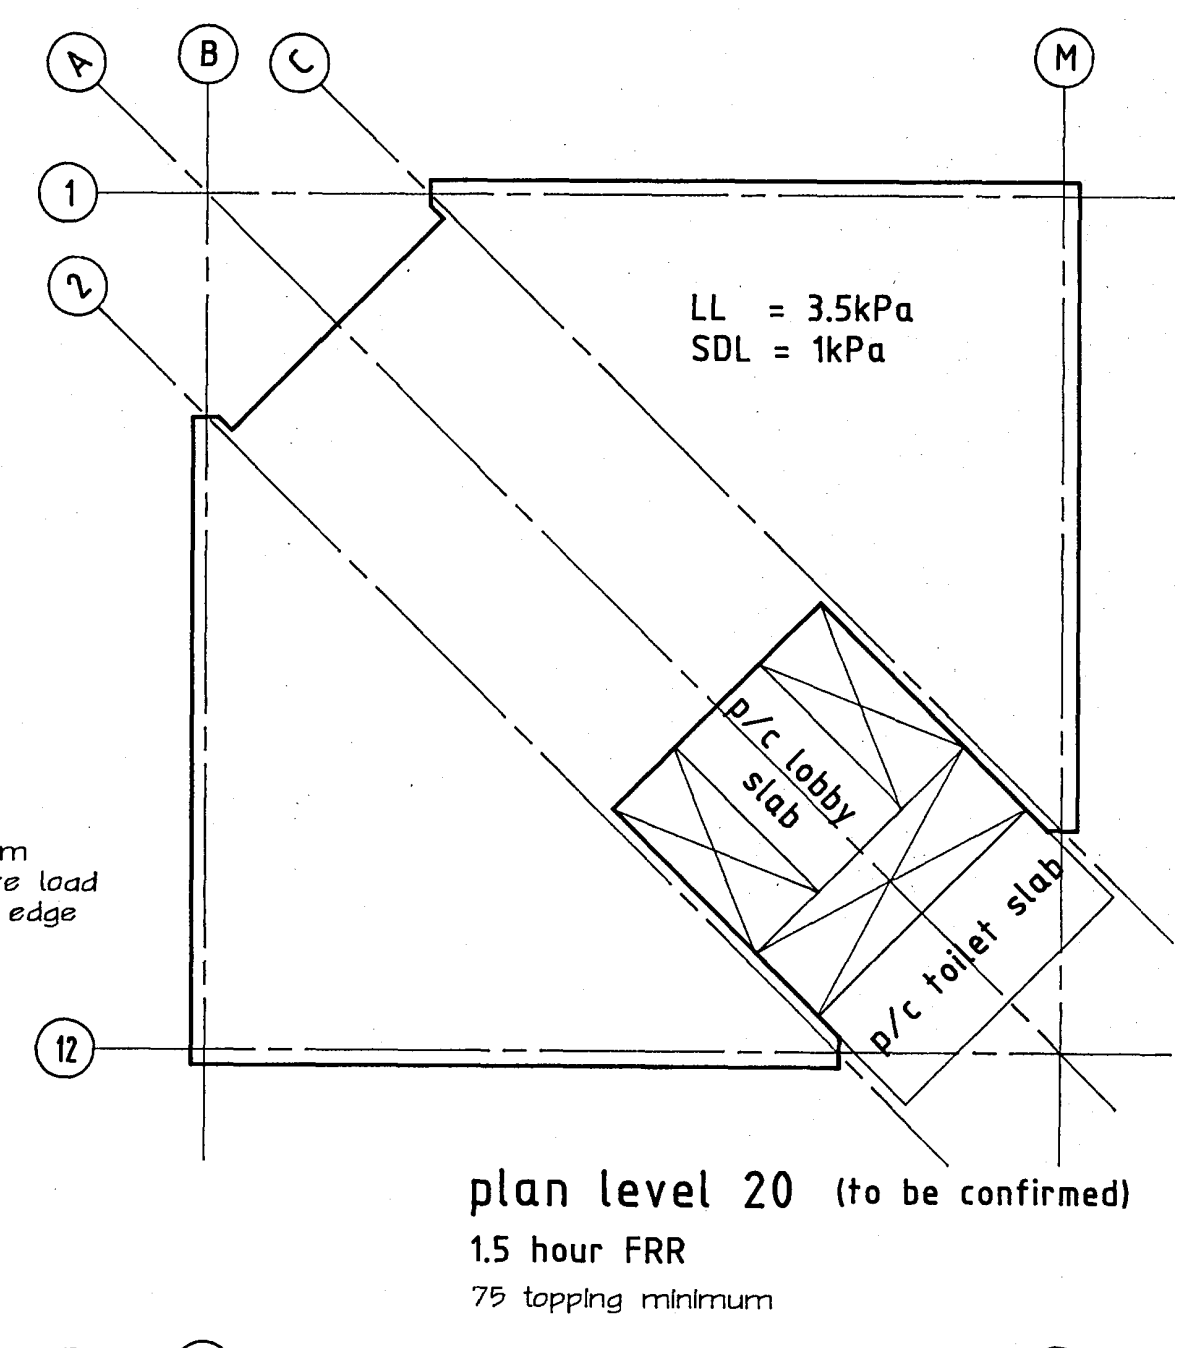 A
B
C
M
1
2
LL = 3.5kPa
SDL = 1kPa
p/c lobby
slab
m
load
edge
p/c toilet slab
12
plan level 20 (to be confirmed)
1.5 hour FRR
75 topping minimum